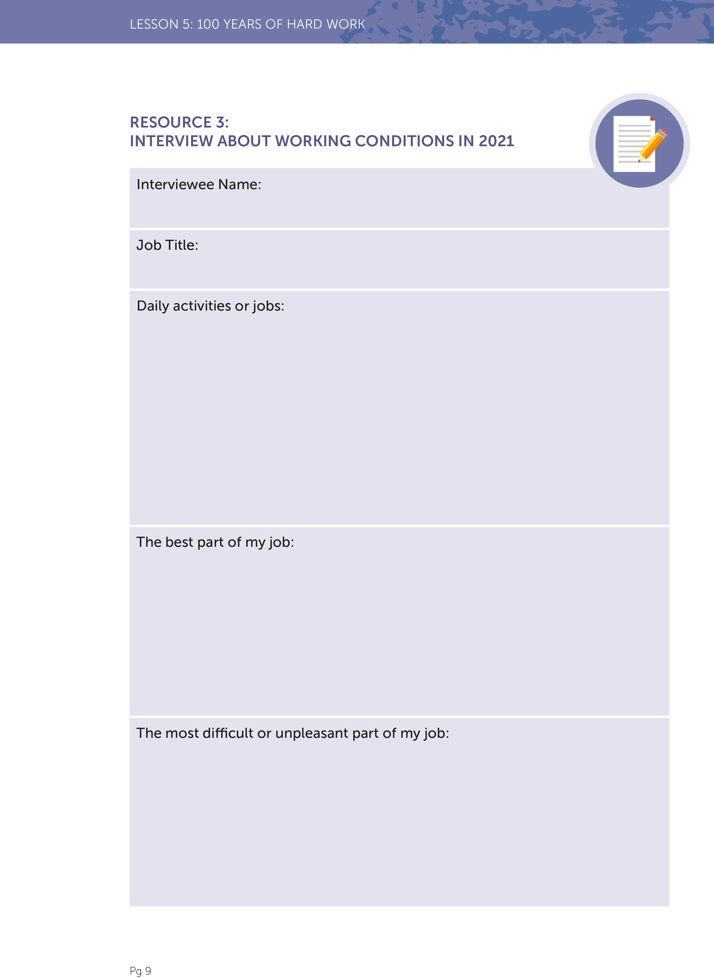 LESSON 5: 100 YEARS OF HARD WORK
RESOURCE 3:
INTERVIEW ABOUT WORKING CONDITIONS IN 2021
Interviewee Name:
Job Title:
Daily activities or jobs:
The best part of my job:
The most difficult or unpleasant part of my job:
Pg 9